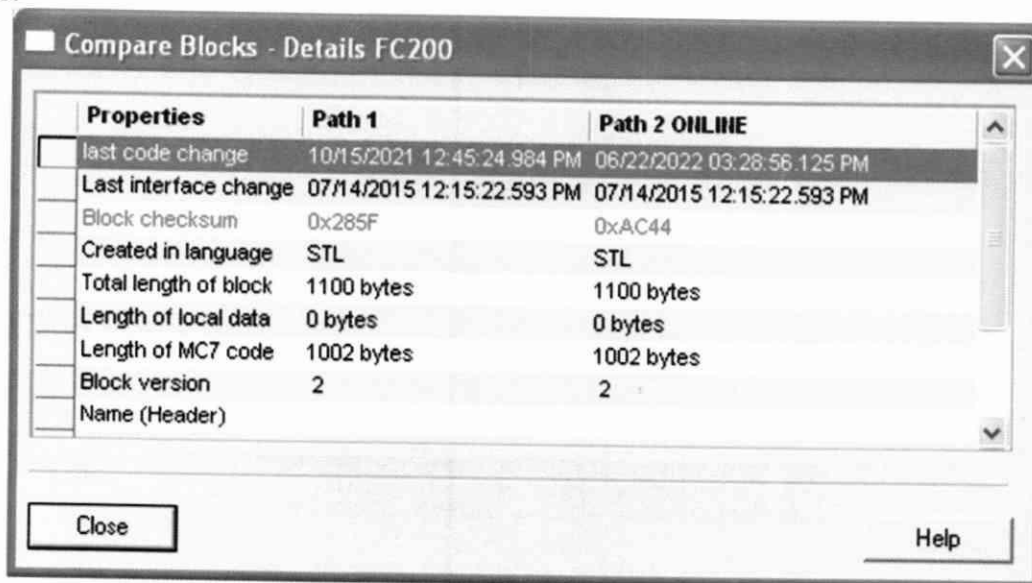 Compare Blocks - Details FC200
Properties Path 1 Path 2 ONLINE
last code change 10/15/2021 12:45:24.984 PM 06/22/2022 03:28:56.125 PM
Last interface change 07/14/2015 12:15:22.593 PM 07/14/2015 12:15:22.593 PM
Block checksum 0x285F 0xAC44
Created in language STL STL
Total length of block 1100 bytes 1100 bytes
Length of local data 0 bytes 0 bytes
Length of MC7 code 1002 bytes 1002 bytes
Block version 2 2
Name (Header)
Close Help